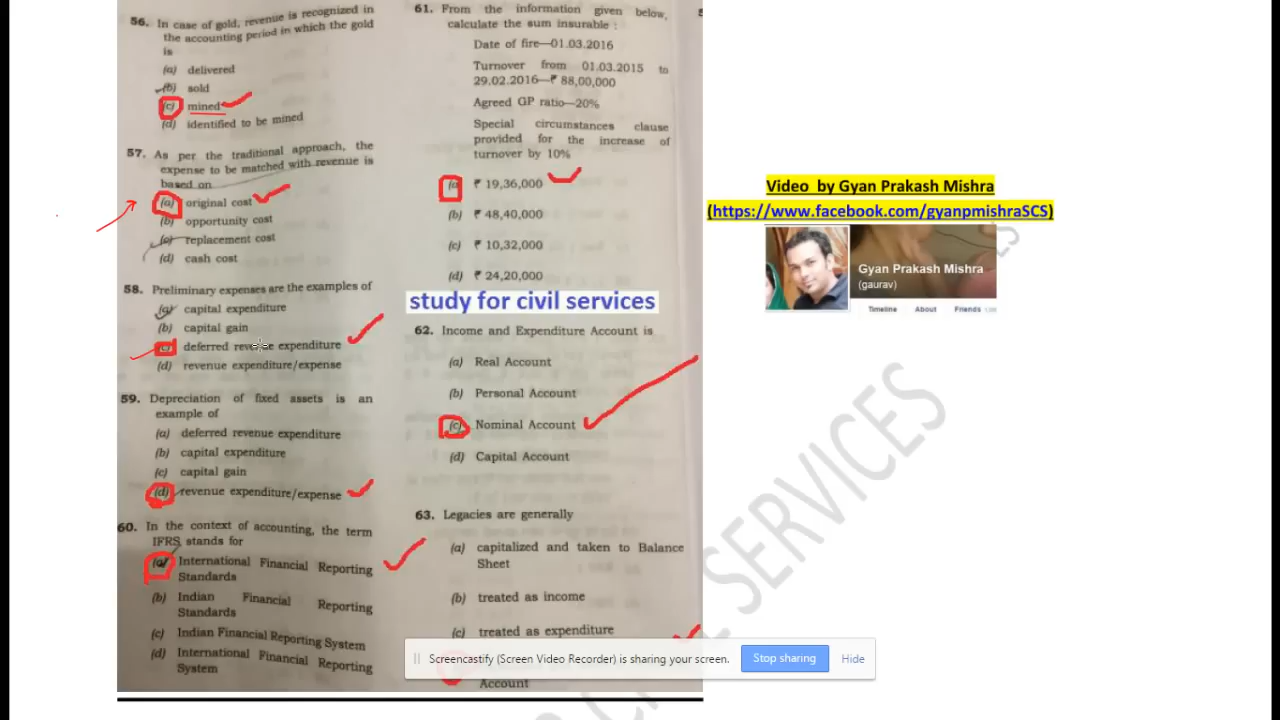 56. In case of gold, revenue is recognized in
the accounting period in which the gold
is
(a) delivered
(b) sold
(c) mined
(d) identified to be mined
57. As per the traditional approach, the
expense to be matched with revenue is
based on
(a) original cost
(b) opportunity cost
(c) replacement cost
(d) cash cost
58. Preliminary expenses are the examples of
(a) capital expenditure
(b) capital gain
(c) deferred revenue expenditure
(d) revenue expenditure/expense
59. Depreciation of fixed assets is an
example of
(a) deferred revenue expenditure
(b) capital expenditure
(c) capital gain
(d) revenue expenditure/expense
60. In the context of accounting, the term
IFRS stands for
(a) International Financial Reporting
Standards
(b) Indian Financial Reporting
Standards
(c) Indian Financial Reporting System
(d) International Financial Reporting
System
61. From the information given below,
calculate the sum insurable :
Date of fire—01.03.2016
Turnover from 01.03.2015 to
29.02.2016—₹ 88,00,000
Agreed GP ratio—20%
Special circumstances clause
provided for the increase of
turnover by 10%
(a) ₹ 19,36,000
(b) ₹ 48,40,000
(c) ₹ 10,32,000
(d) ₹ 24,20,000
study for civil services
62. Income and Expenditure Account is
(a) Real Account
(b) Personal Account
(c) Nominal Account
(d) Capital Account
63. Legacies are generally
(a) capitalized and taken to Balance
Sheet
(b) treated as income
(c) treated as expenditure
Account
Screencastify (Screen Video Recorder) is sharing your screen.
Stop sharing
Hide
Video by Gyan Prakash Mishra
(https://www.facebook.com/gyanpmishraSCS)
Gyan Prakash Mishra
(gaurav)
Timeline About Friends
SERVICES